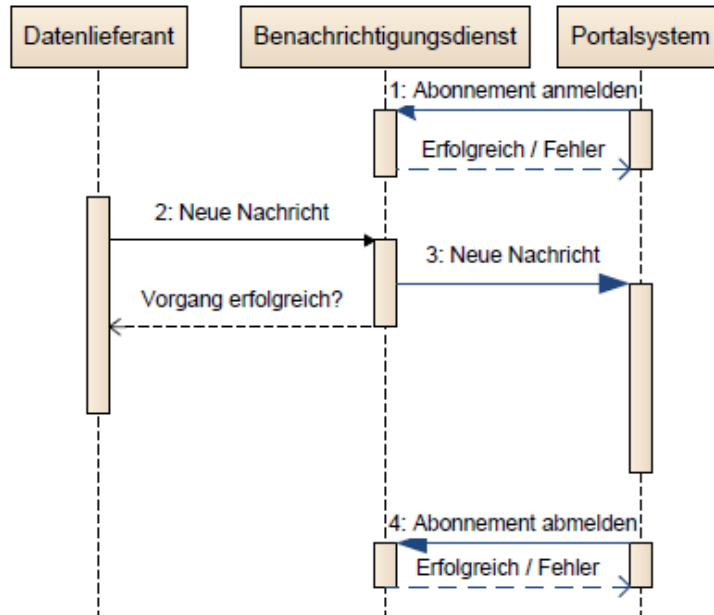 Datenlieferant
Benachrichtigungsdienst
Portalsystem
1: Abonnement anmelden
Erfolgreich / Fehler
2: Neue Nachricht
3: Neue Nachricht
Vorgang erfolgreich?
4: Abonnement abmelden
Erfolgreich / Fehler